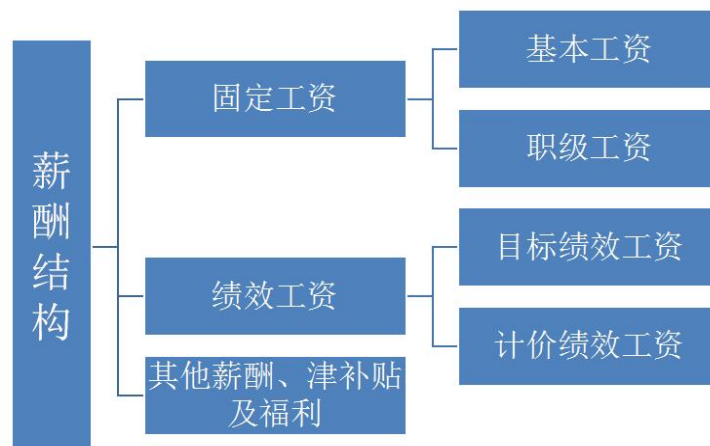 薪酬结构
固定工资
基本工资
职级工资
绩效工资
目标绩效工资
计价绩效工资
其他薪酬、津补贴
及福利